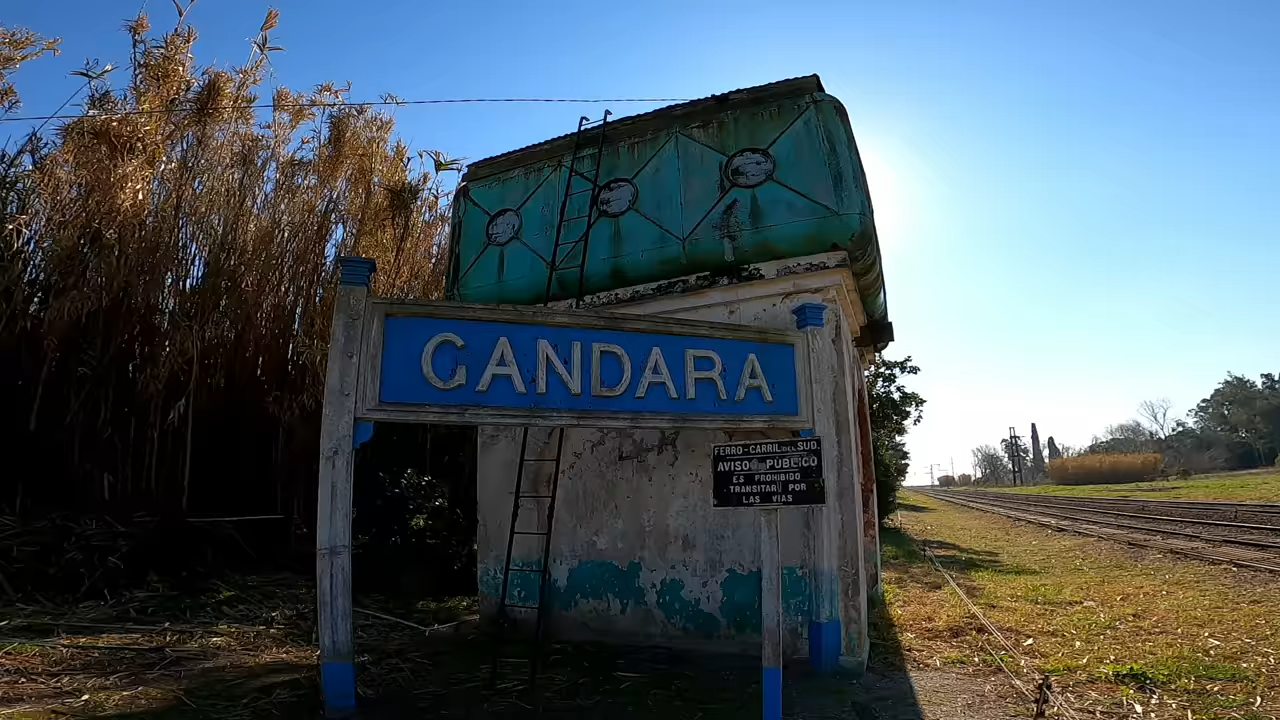 GANDARA
FERRO-CARRIL DEL SUD.
AVISO PUBLICO
ES PROHIBIDO
TRANSITAR POR
LAS VIAS